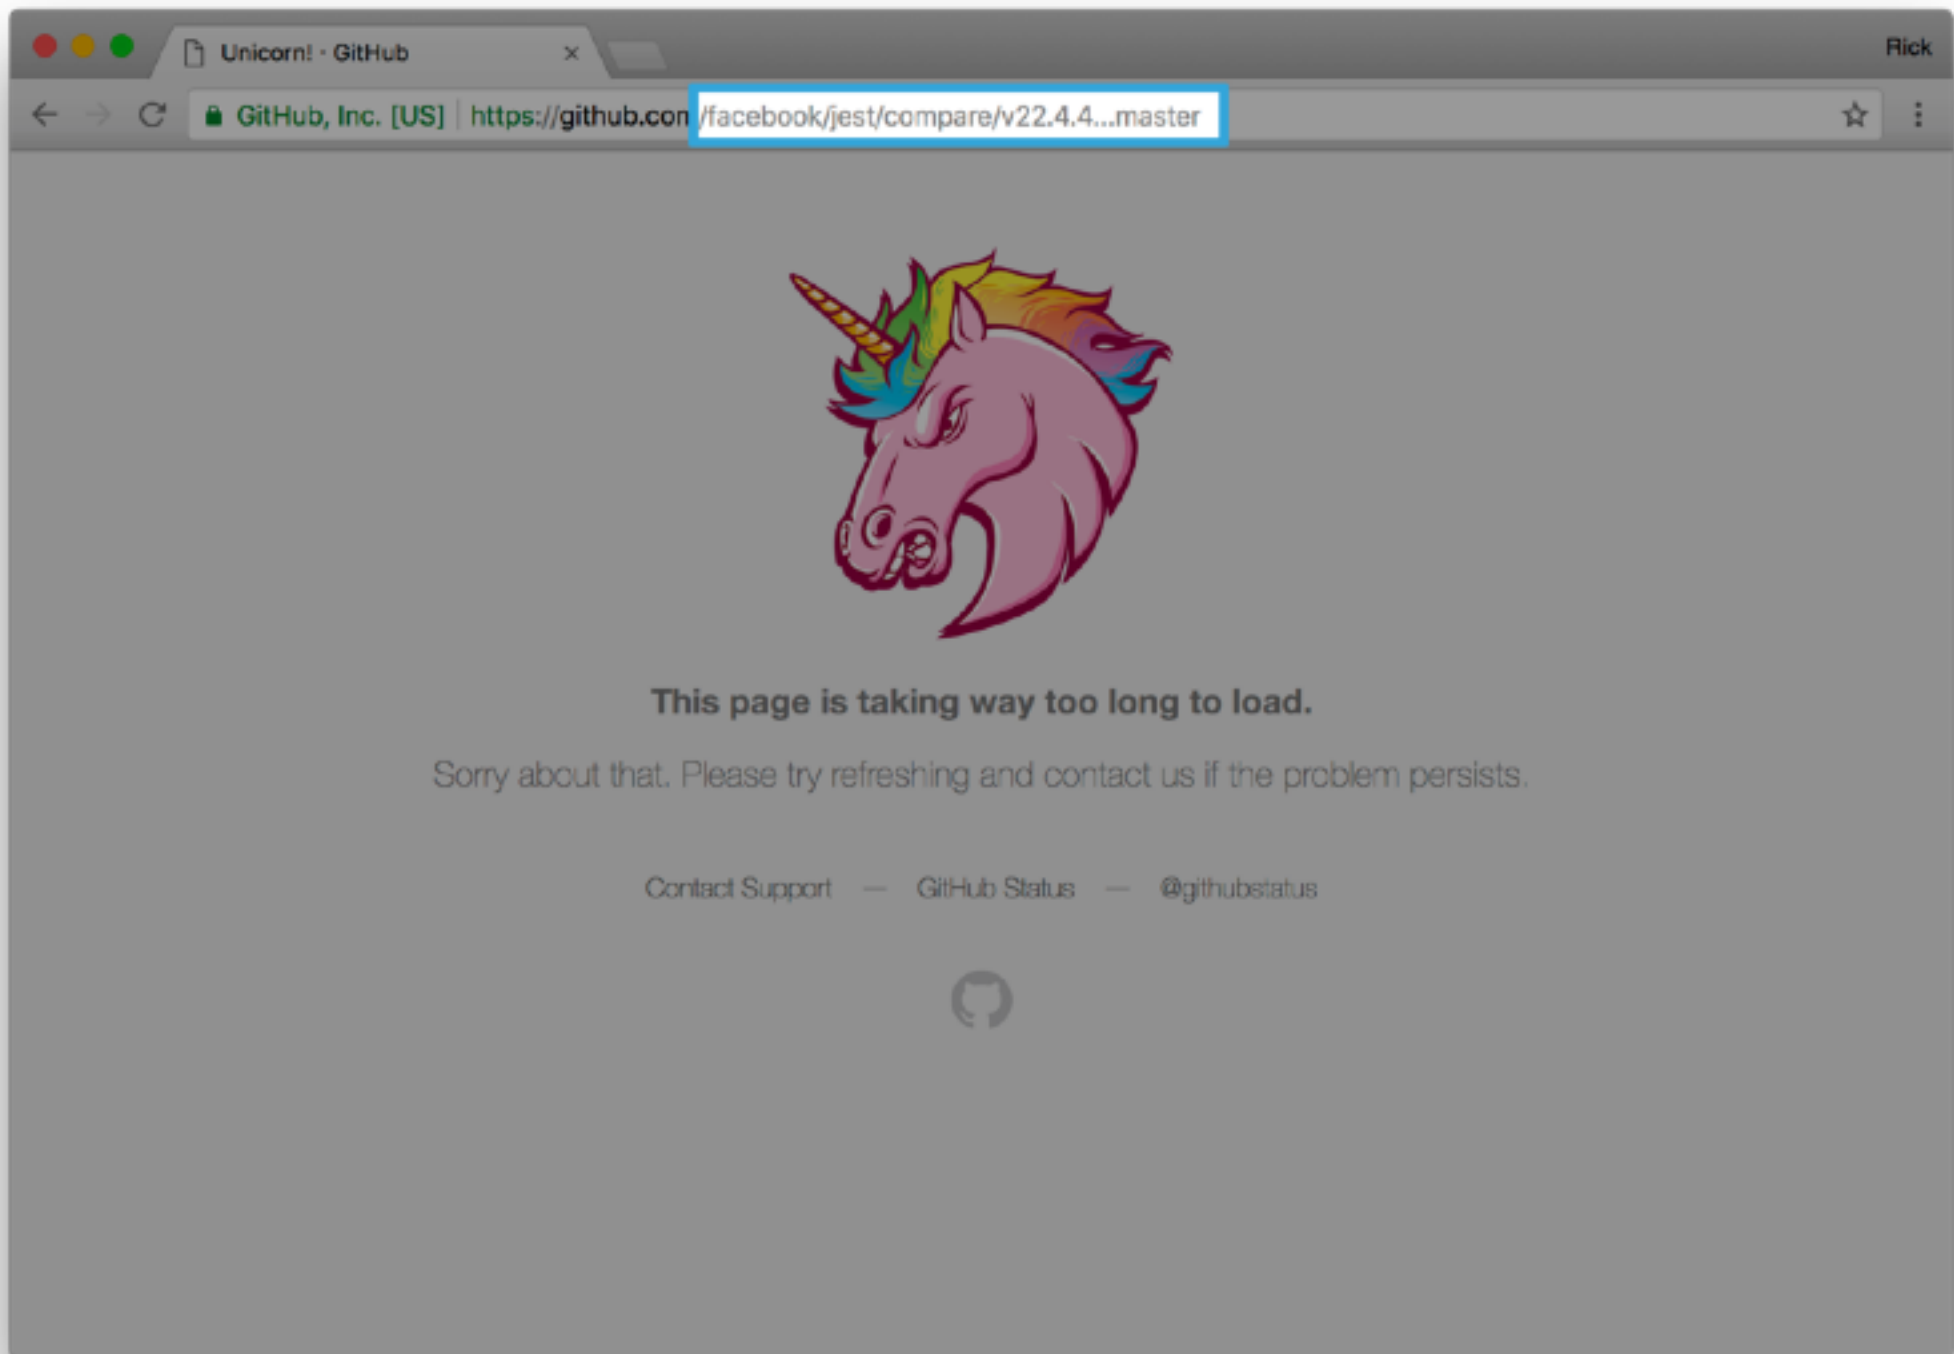 Unicorn! · GitHub
Rick
GitHub, Inc. [US] https://github.com/facebook/jest/compare/v22.4.4...master
This page is taking way too long to load.
Sorry about that. Please try refreshing and contact us if the problem persists.
Contact Support — GitHub Status — @githubstatus